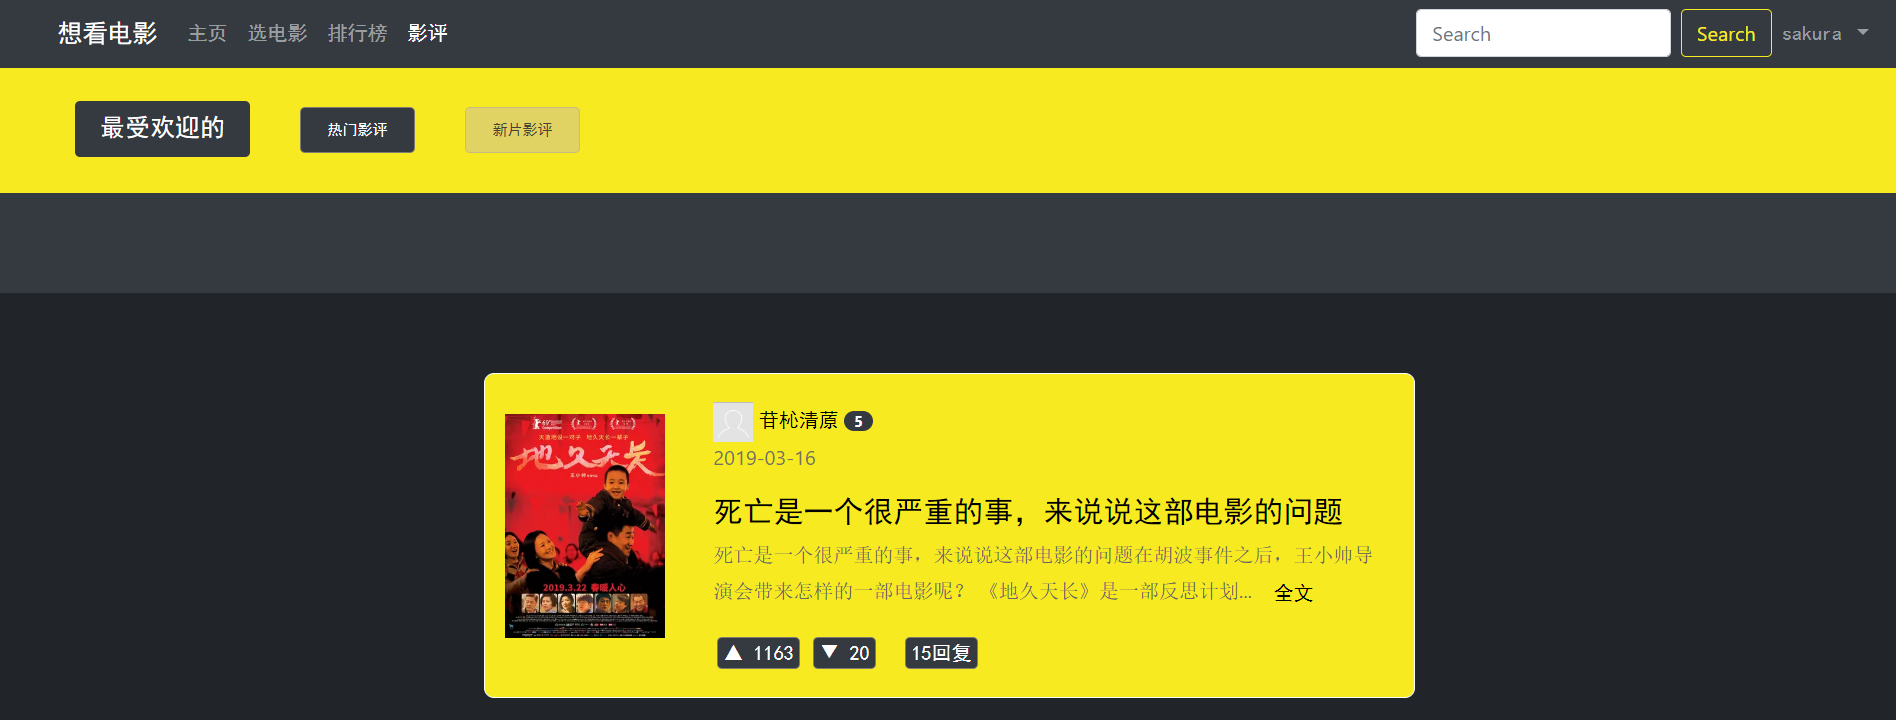 想看电影 主页 选电影 排行榜 影评 Search Search sakura
最受欢迎的 热门影评 新片影评
苷杺清蒝 5
2019-03-16
死亡是一个很严重的事，来说说这部电影的问题
死亡是一个很严重的事，来说说这部电影的问题在胡波事件之后，王小帅导
演会带来怎样的一部电影呢？ 《地久天长》是一部反思计划... 全文
▲ 1163 ▼ 20 15回复
地久天长
2019.3.22 春暖人心